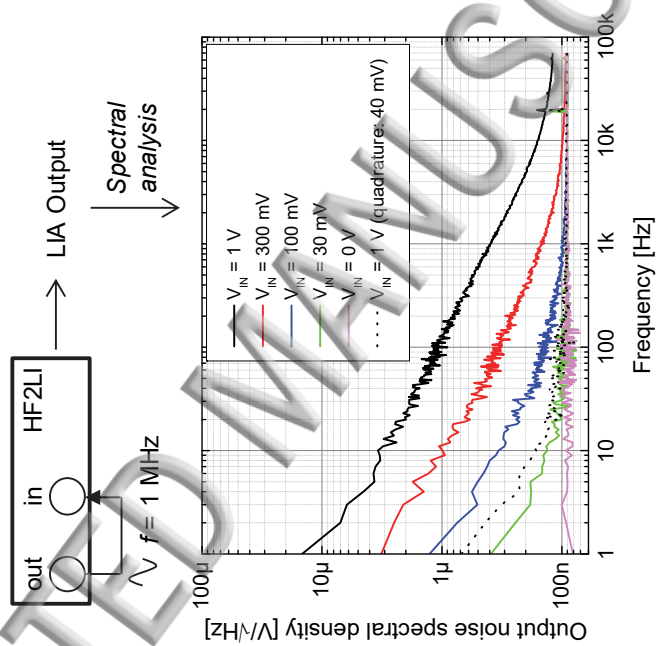 out
in
HF2LI
f = 1 MHz
LIA Output
Spectral
analysis
V_IN = 1 V
V_IN = 300 mV
V_IN = 100 mV
V_IN = 30 mV
V_IN = 0 V
V_IN = 1 V (quadrature: 40 mV)
100µ
10µ
1µ
100n
Output noise spectral density [V/√Hz]
1
10
100
1k
10k
100k
Frequency [Hz]
TED MANUSC